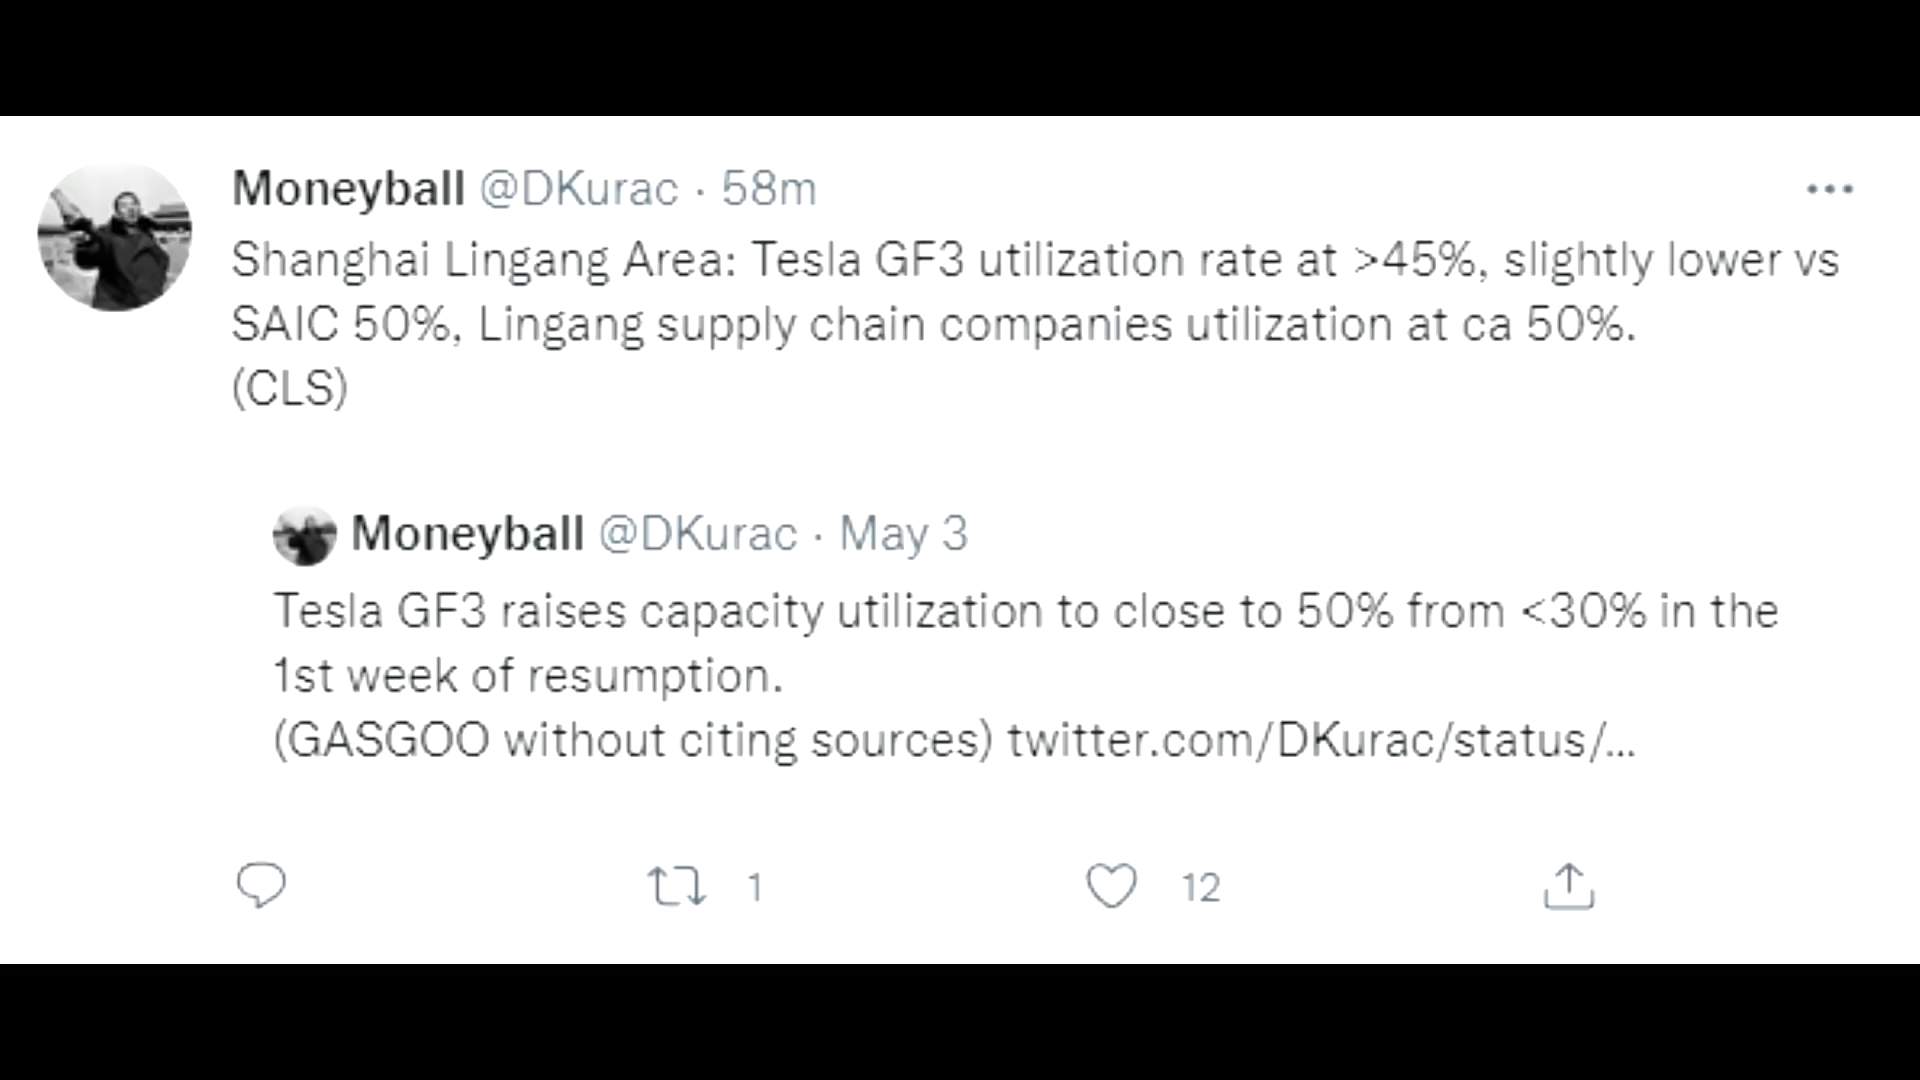 Moneyball @DKurac · 58m
Shanghai Lingang Area: Tesla GF3 utilization rate at >45%, slightly lower vs
SAIC 50%, Lingang supply chain companies utilization at ca 50%.
(CLS)
Moneyball @DKurac · May 3
Tesla GF3 raises capacity utilization to close to 50% from <30% in the
1st week of resumption.
(GASGOO without citing sources) twitter.com/DKurac/status/...
1 12